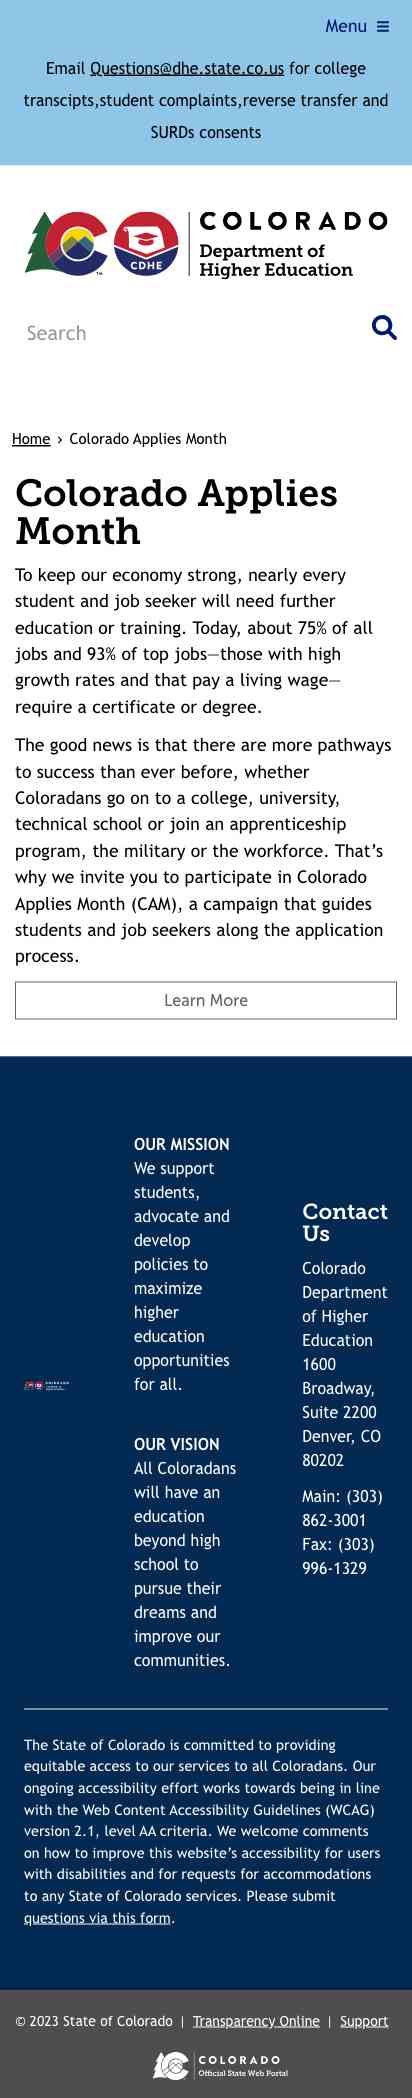 Menu ≡
Email Questions@dhe.state.co.us for college
transcipts,student complaints,reverse transfer and
SURDs consents
CDHE
COLORADO
Department of
Higher Education
Search
Home › Colorado Applies Month
Colorado Applies
Month
To keep our economy strong, nearly every
student and job seeker will need further
education or training. Today, about 75% of all
jobs and 93% of top jobs—those with high
growth rates and that pay a living wage—
require a certificate or degree.
The good news is that there are more pathways
to success than ever before, whether
Coloradans go on to a college, university,
technical school or join an apprenticeship
program, the military or the workforce. That’s
why we invite you to participate in Colorado
Applies Month (CAM), a campaign that guides
students and job seekers along the application
process.
Learn More
OUR MISSION
We support
students,
advocate and
develop
policies to
maximize
higher
education
opportunities
for all.
OUR VISION
All Coloradans
will have an
education
beyond high
school to
pursue their
dreams and
improve our
communities.
Contact
Us
Colorado
Department
of Higher
Education
1600
Broadway,
Suite 2200
Denver, CO
80202
Main: (303)
862-3001
Fax: (303)
996-1329
The State of Colorado is committed to providing
equitable access to our services to all Coloradans. Our
ongoing accessibility effort works towards being in line
with the Web Content Accessibility Guidelines (WCAG)
version 2.1, level AA criteria. We welcome comments
on how to improve this website’s accessibility for users
with disabilities and for requests for accommodations
to any State of Colorado services. Please submit
questions via this form.
© 2023 State of Colorado | Transparency Online | Support
COLORADO
Official State Web Portal